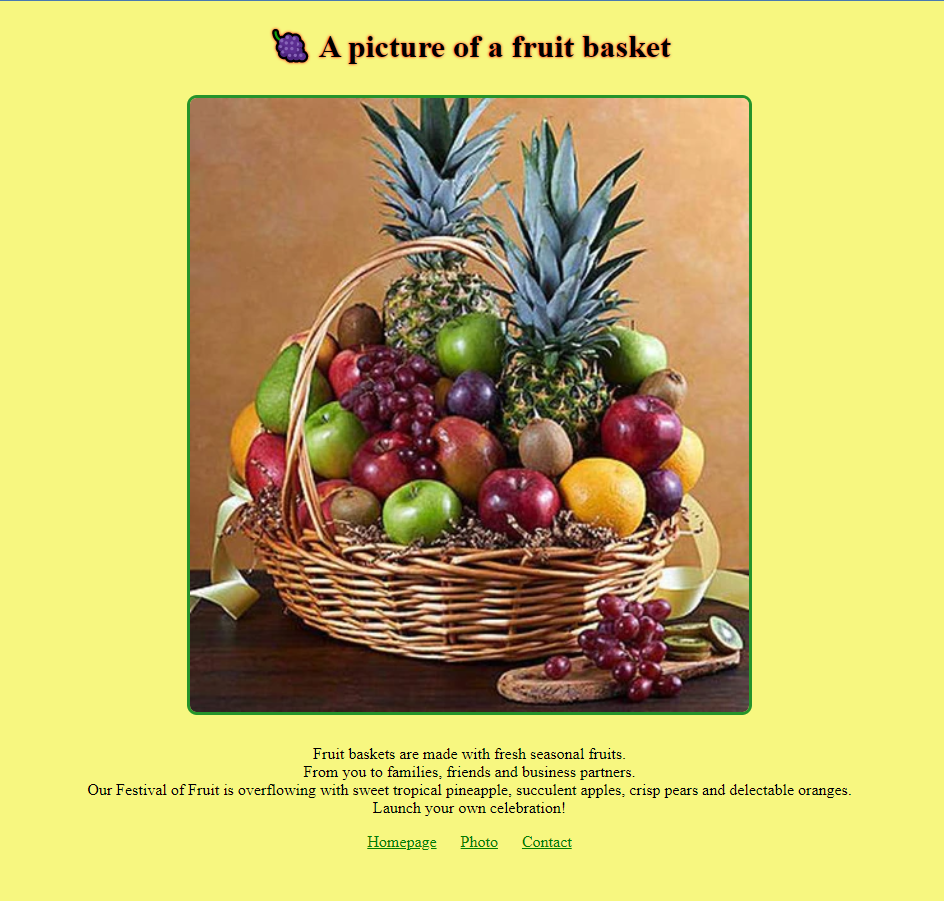 A picture of a fruit basket
Fruit baskets are made with fresh seasonal fruits.
From you to families, friends and business partners.
Our Festival of Fruit is overflowing with sweet tropical pineapple, succulent apples, crisp pears and delectable oranges.
Launch your own celebration!
Homepage Photo Contact